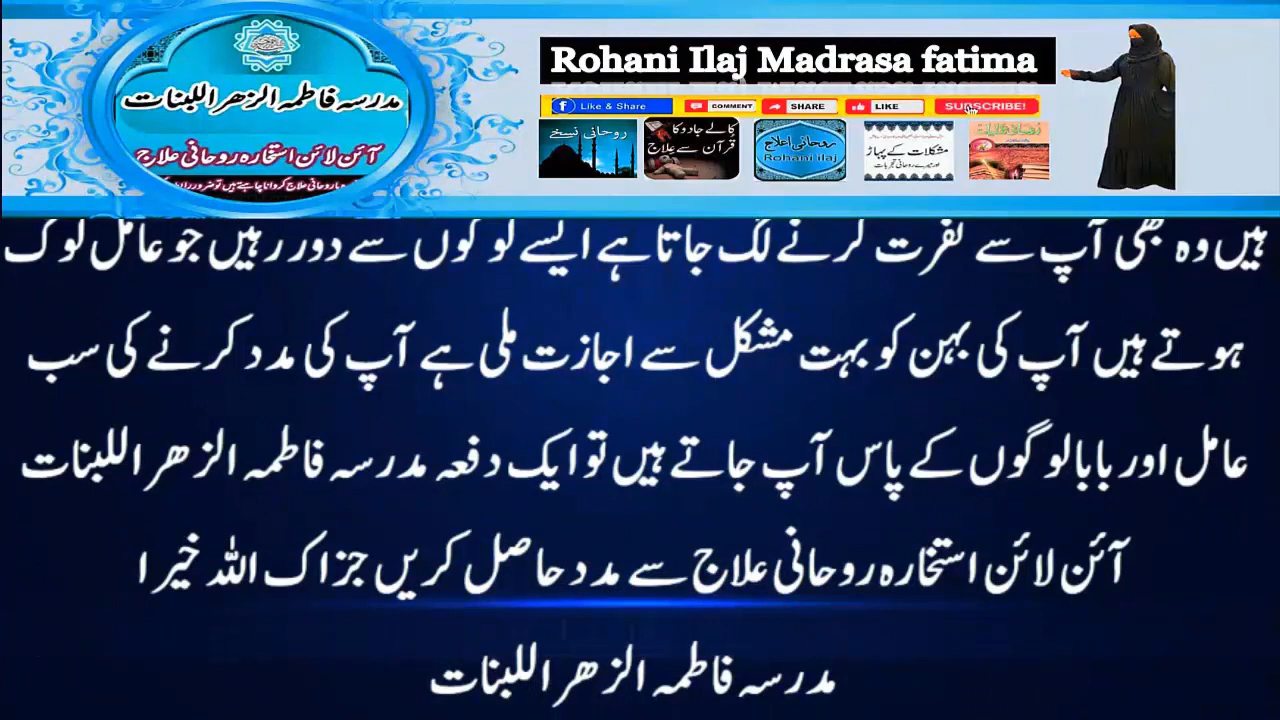 مدرسہ فاطمہ الزھرا للبنات
آئن لائن استخارہ روحانی علاج
Rohani Ilaj Madrasa fatima
Like & Share
COMMENT
SHARE
LIKE
SUBSCRIBE!
روحانی نسخے
کالے جادو کا
قرآن سے علاج
روحانی علاج
Rohani ilaj
مشکلات کے پہاڑ
ہیں وہ بھی آپ سے نفرت کرنے لگ جاتا ہے ایسے لوگوں سے دور رہیں جو عامل لوگ
ہوتے ہیں آپ کی بہن کو بہت مشکل سے اجازت ملی ہے آپ کی مدد کرنے کی سب
عامل اور بابا لوگوں کے پاس آپ جاتے ہیں تو ایک دفعہ مدرسہ فاطمہ الزھرا للبنات
آئن لائن استخارہ روحانی علاج سے مدد حاصل کریں جزاک اللہ خیرا
مدرسہ فاطمہ الزھرا للبنات